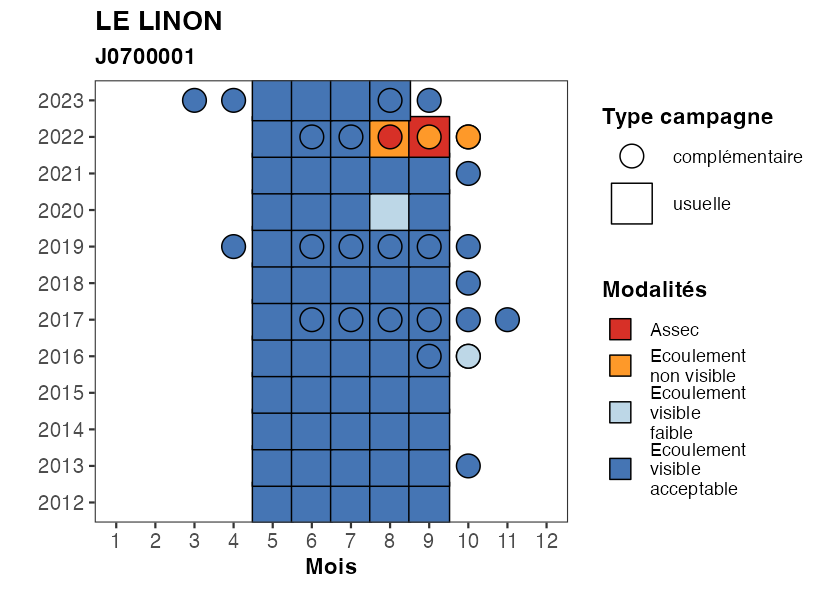 LE LINON
J0700001
2023
2022
2021
2020
2019
2018
2017
2016
2015
2014
2013
2012
1 2 3 4 5 6 7 8 9 10 11 12
Mois
Type campagne
complémentaire
usuelle
Modalités
Assec
Ecoulement
non visible
Ecoulement
visible
faible
Ecoulement
visible
acceptable